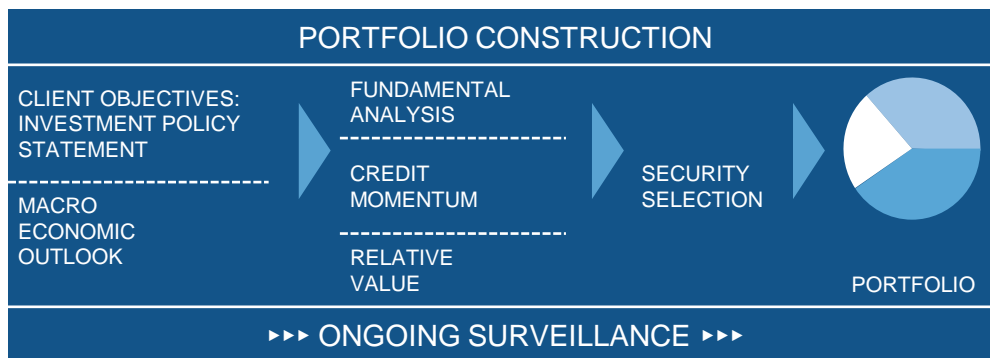 PORTFOLIO CONSTRUCTION
CLIENT OBJECTIVES:
INVESTMENT POLICY
STATEMENT
MACRO
ECONOMIC
OUTLOOK
FUNDAMENTAL
ANALYSIS
CREDIT
MOMENTUM
RELATIVE
VALUE
SECURITY
SELECTION
PORTFOLIO
ONGOING SURVEILLANCE